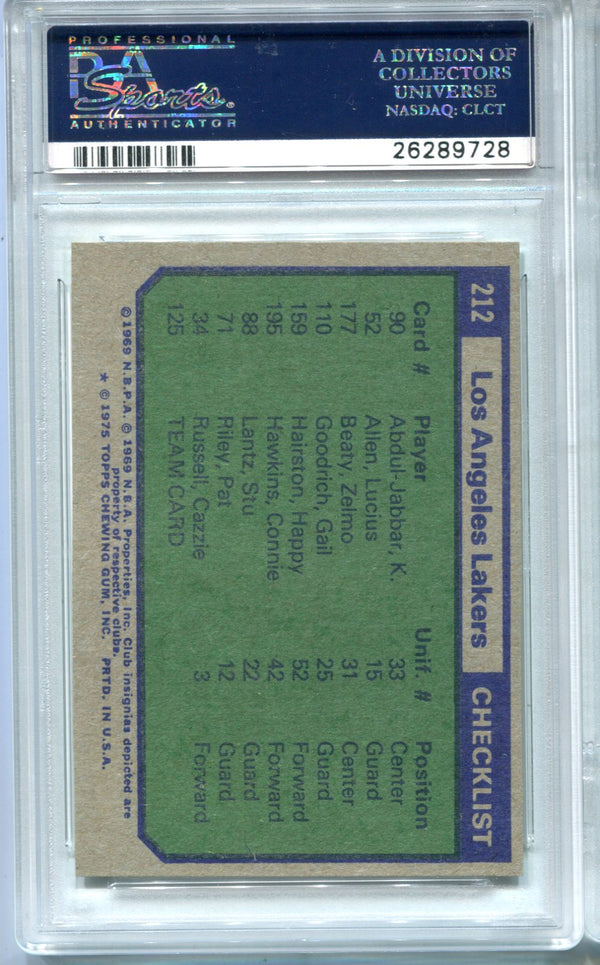 PROFESSIONAL
PSA
Sports
AUTHENTICATOR
A DIVISION OF
COLLECTORS
UNIVERSE
NASDAQ: CLCT
26289728
212 Los Angeles Lakers CHECKLIST
Card # Player Unif. # Position
90 Abdul-Jabbar, K. 33 Center
52 Allen, Lucius 15 Guard
177 Beaty, Zelmo 31 Center
110 Goodrich, Gail 25 Guard
159 Hairston, Happy 52 Forward
195 Hawkins, Connie 42 Forward
88 Lantz, Stu 22 Guard
71 Riley, Pat 12 Guard
34 Russell, Cazzie 3 Forward
125 TEAM CARD
© 1969 N.B.P.A. © 1969 N.B.A. Properties, Inc. Club insignias depicted are
property of respective clubs.
* © 1975 TOPPS CHEWING GUM, INC. PRTD. IN U.S.A.